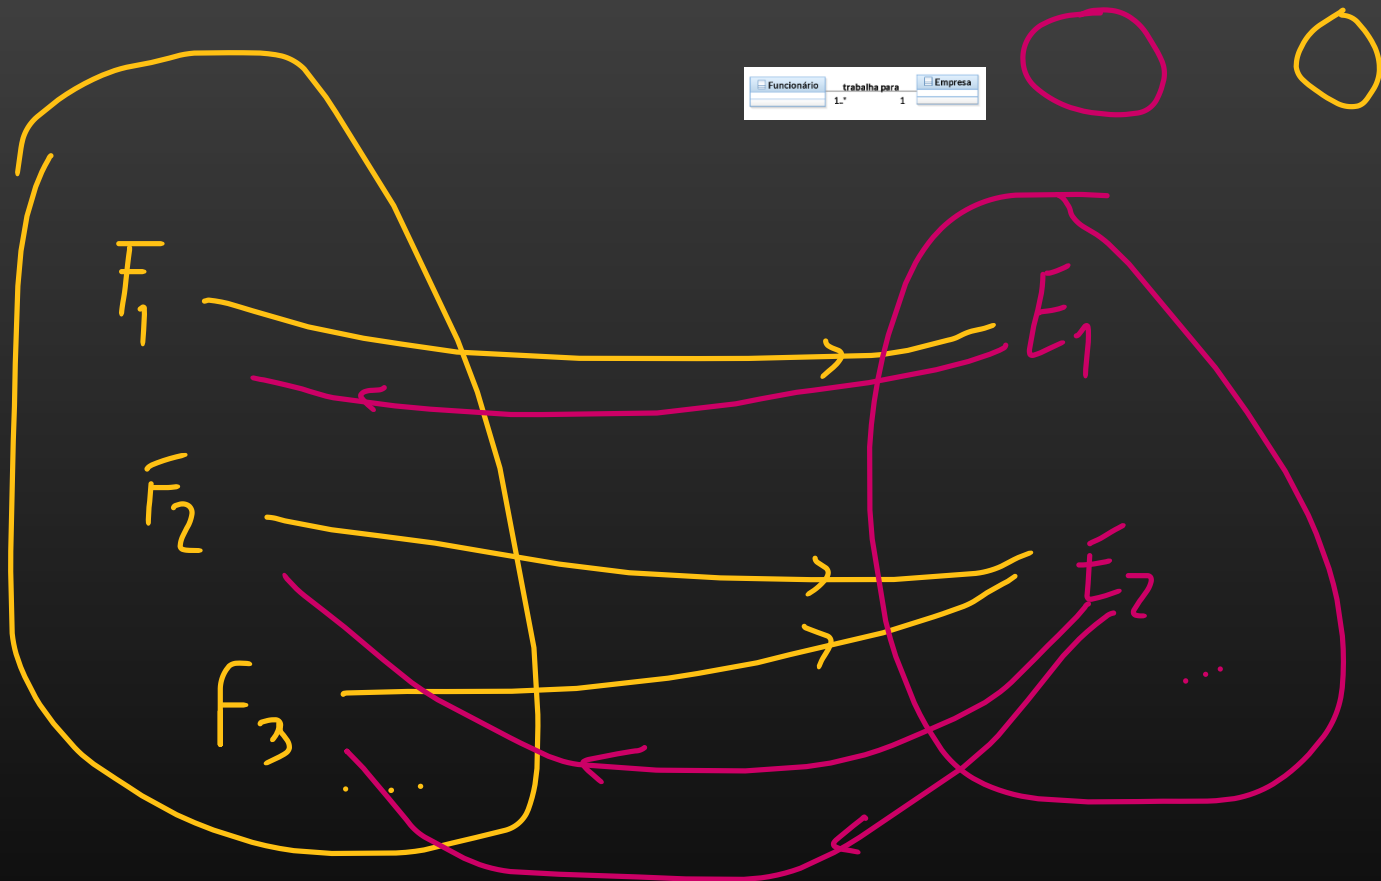 Funcionário
trabalha para
Empresa
1..*
1
F1
E1
F2
E2
...
F3
...